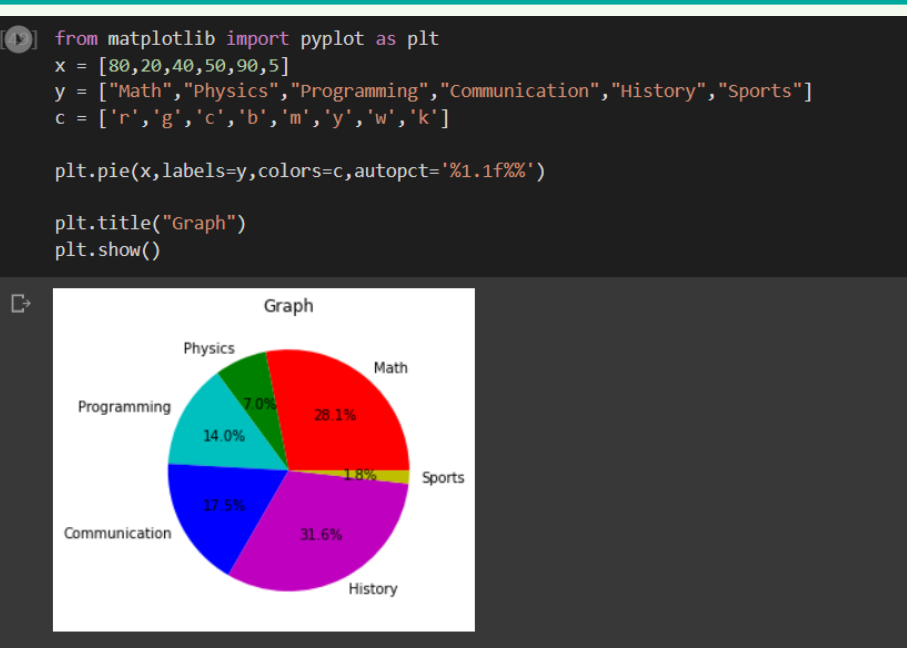 from matplotlib import pyplot as plt
x = [80,20,40,50,90,5]
y = ["Math","Physics","Programming","Communication","History","Sports"]
c = ['r','g','c','b','m','y','w','k']
plt.pie(x,labels=y,colors=c,autopct='%1.1f%%')
plt.title("Graph")
plt.show()
Graph
Physics
Math
7.0%
Programming
28.1%
14.0%
1.8%
Sports
17.5%
Communication
31.6%
History